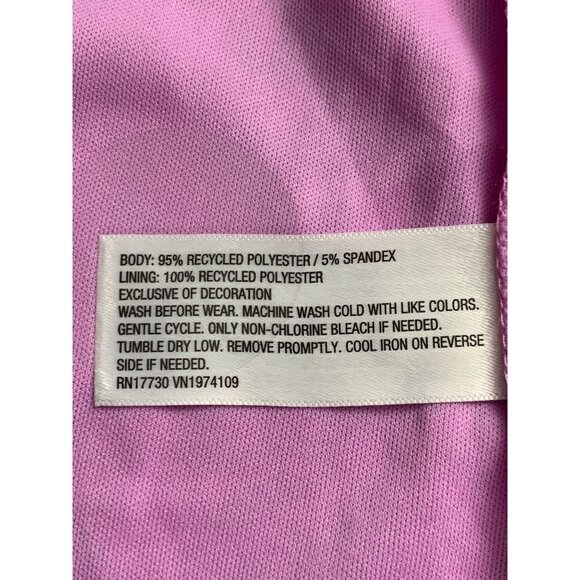 BODY: 95% RECYCLED POLYESTER / 5% SPANDEX
LINING: 100% RECYCLED POLYESTER
EXCLUSIVE OF DECORATION
WASH BEFORE WEAR. MACHINE WASH COLD WITH LIKE COLORS.
GENTLE CYCLE. ONLY NON-CHLORINE BLEACH IF NEEDED.
TUMBLE DRY LOW. REMOVE PROMPTLY. COOL IRON ON REVERSE
SIDE IF NEEDED.
RN17730 VN1974109